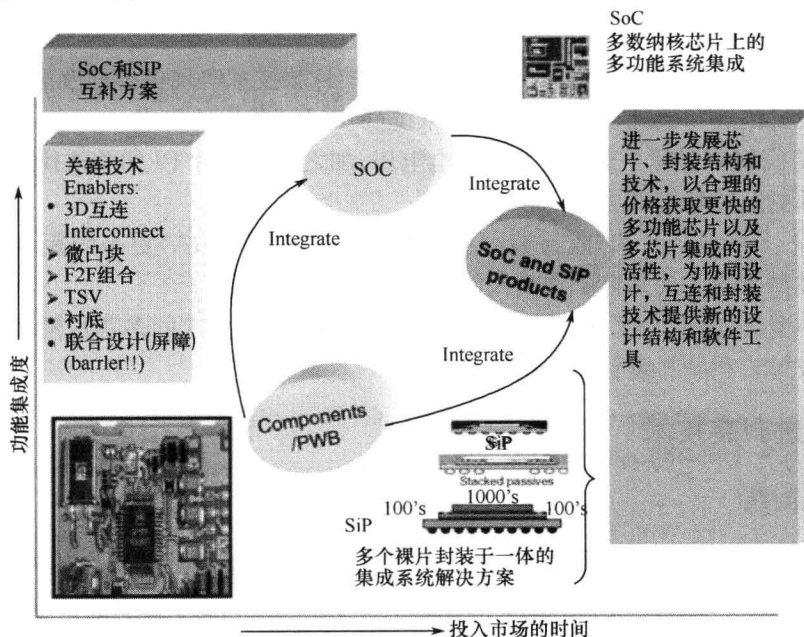 SoC
多数纳核芯片上的
多功能系统集成
SoC和SIP
互补方案
关链技术
Enablers:
• 3D互连
Interconnect
➢ 微凸块
➢ F2F组合
➢ TSV
• 衬底
• 联合设计(屏障)
(barrler!!)
SOC
Integrate
Integrate
SoC and SiP
products
Integrate
Components
/PWB
进一步发展芯
片、封装结构和
技术，以合理的
价格获取更快的
多功能芯片以及
多芯片集成的灵
活性，为协同设
计，互连和封装
技术提供新的设
计结构和软件工
具
SiP
Stacked passives
1000's
100's 100's
SiP
多个裸片封装于一体的
集成系统解决方案
功能集成度
投入市场的时间